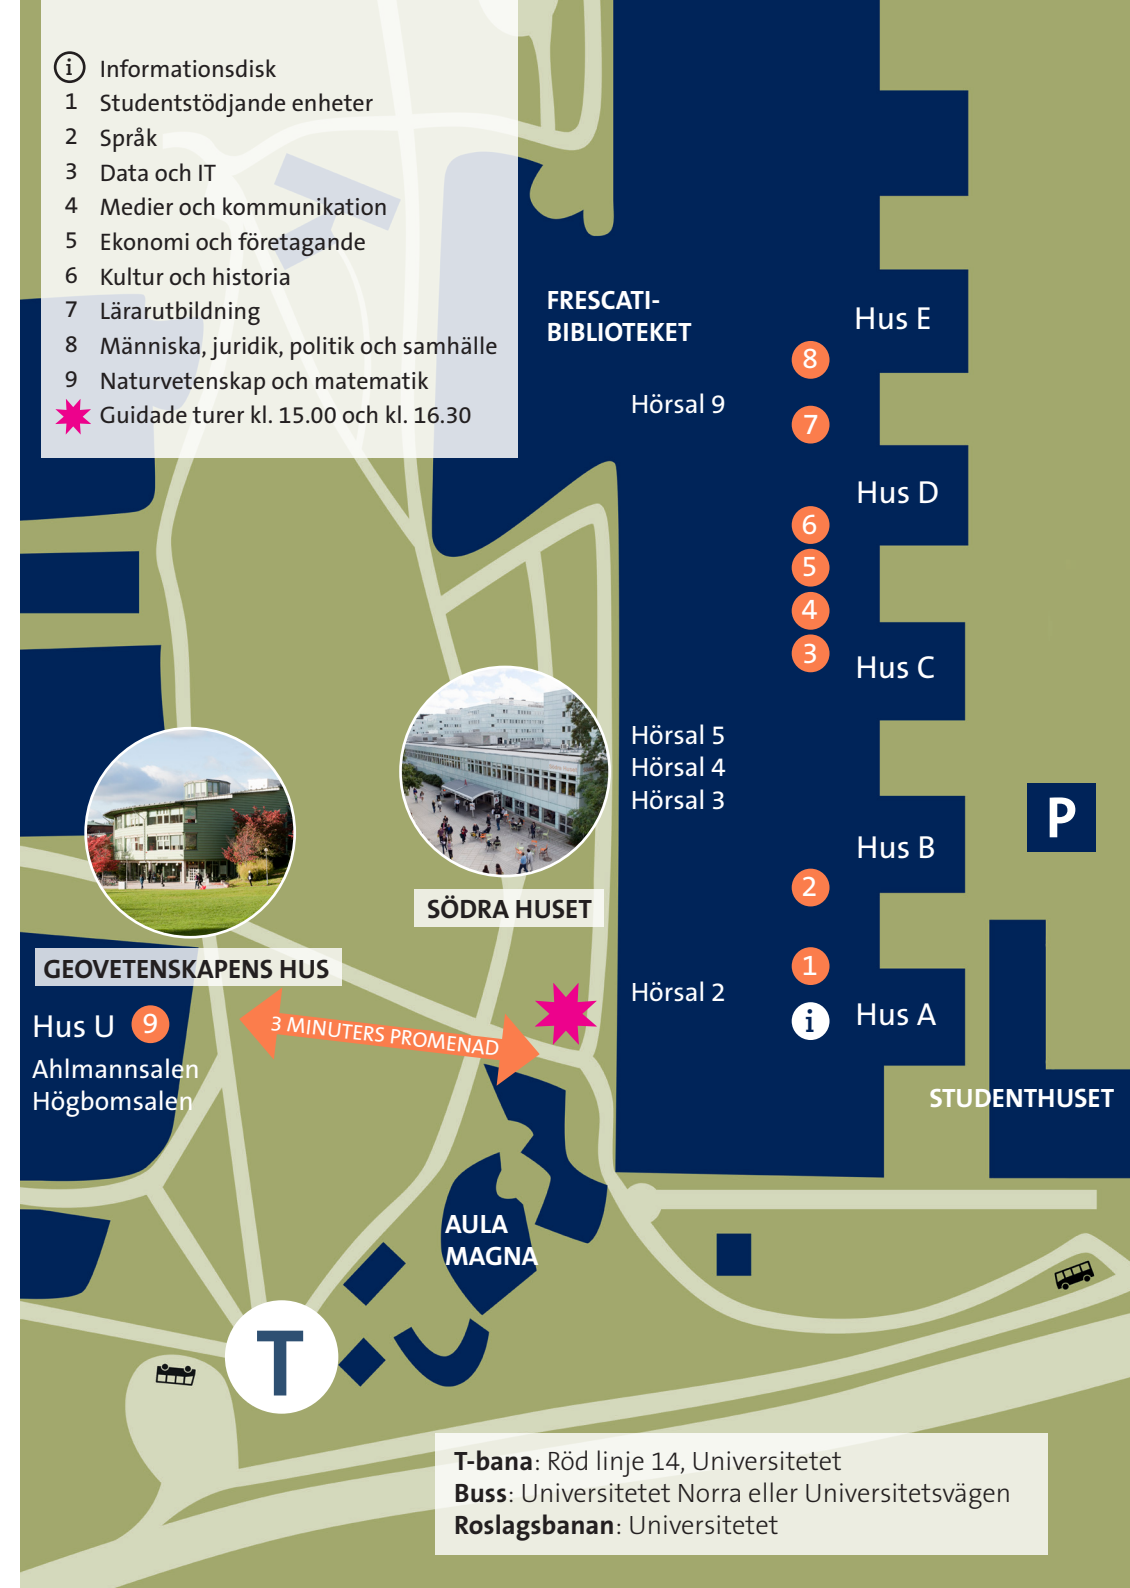 i Informationsdisk
1 Studentstödjande enheter
2 Språk
3 Data och IT
4 Medier och kommunikation
5 Ekonomi och företagande
6 Kultur och historia
7 Lärarutbildning
8 Människa, juridik, politik och samhälle
9 Naturvetenskap och matematik
Guidade turer kl. 15.00 och kl. 16.30
FRESCATI-
BIBLIOTEKET
Hus E
8
Hörsal 9
7
Hus D
6
5
4
3
Hus C
Hörsal 5
Hörsal 4
Hörsal 3
P
Hus B
2
SÖDRA HUSET
GEOVETENSKAPENS HUS
1
Hörsal 2
i
Hus A
Hus U 9
3 MINUTERS PROMENAD
Ahlmannsalen
Högbomsalen
STUDENTHUSET
AULA
MAGNA
T
T-bana: Röd linje 14, Universitetet
Buss: Universitetet Norra eller Universitetsvägen
Roslagsbanan: Universitetet